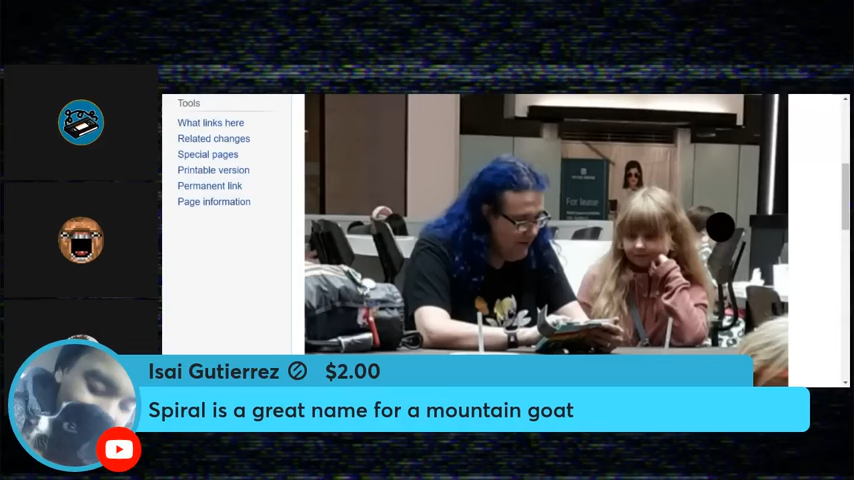 Tools
What links here
Related changes
Special pages
Printable version
Permanent link
Page information
For lease
Isai Gutierrez $2.00
Spiral is a great name for a mountain goat